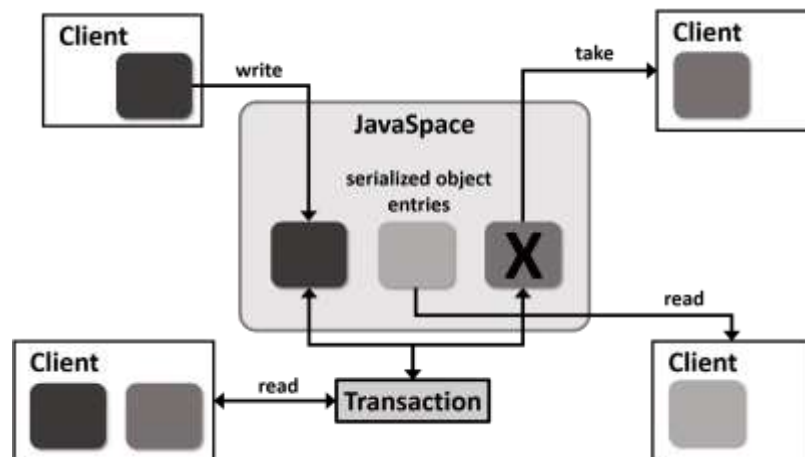 Client
write
take
Client
JavaSpace
serialized object
entries
X
read
Client
read
Transaction
Client